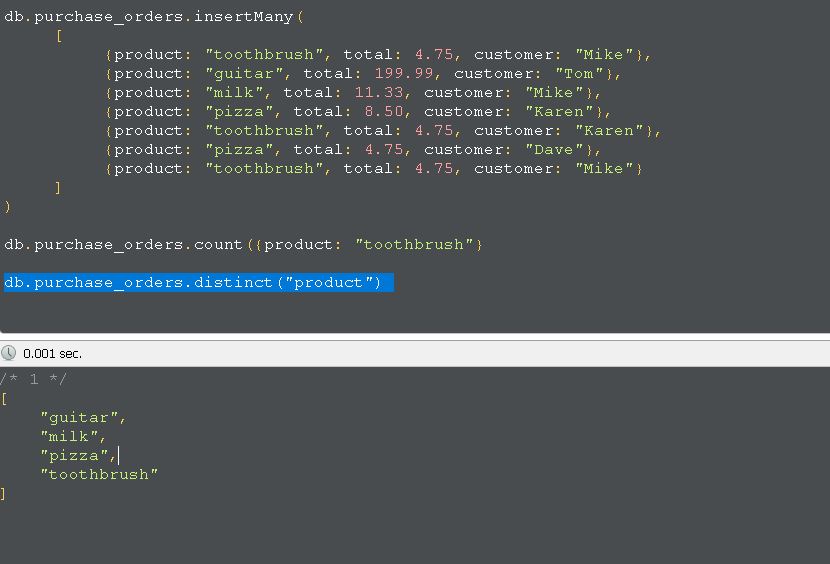 db.purchase_orders.insertMany(
[
{product: "toothbrush", total: 4.75, customer: "Mike"},
{product: "guitar", total: 199.99, customer: "Tom"},
{product: "milk", total: 11.33, customer: "Mike"},
{product: "pizza", total: 8.50, customer: "Karen"},
{product: "toothbrush", total: 4.75, customer: "Karen"},
{product: "pizza", total: 4.75, customer: "Dave"},
{product: "toothbrush", total: 4.75, customer: "Mike"}
]
)
db.purchase_orders.count({product: "toothbrush"}
db.purchase_orders.distinct("product")
0.001 sec.
/* 1 */
[
"guitar",
"milk",
"pizza",
"toothbrush"
]